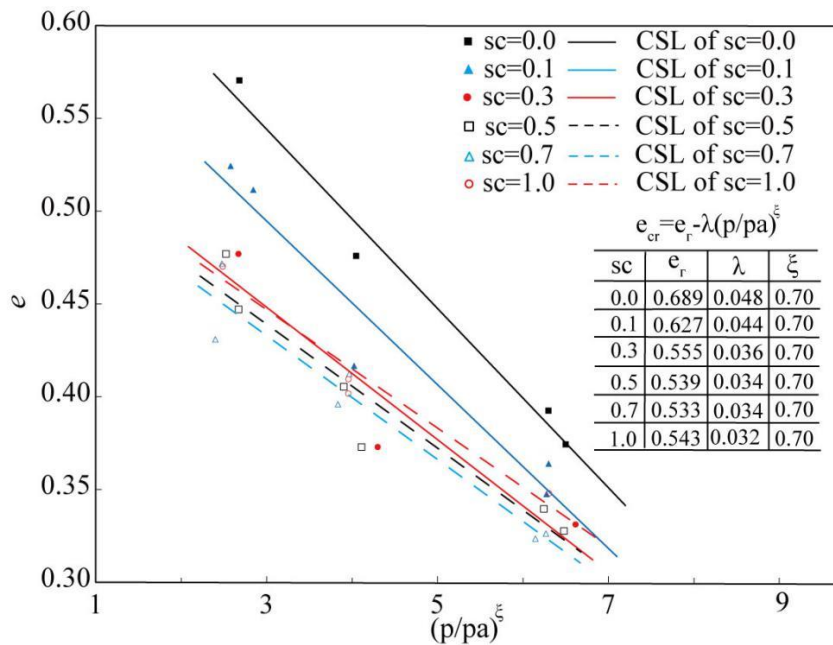 0.60
0.55
0.50
0.45
0.40
0.35
0.30
e
1 3 5 7 9
(p/pa)^ξ
sc=0.0 CSL of sc=0.0
sc=0.1 CSL of sc=0.1
sc=0.3 CSL of sc=0.3
sc=0.5 CSL of sc=0.5
sc=0.7 CSL of sc=0.7
sc=1.0 CSL of sc=1.0
e_cr=e_r-λ(p/pa)^ξ
sc e_r λ ξ
0.0 0.689 0.048 0.70
0.1 0.627 0.044 0.70
0.3 0.555 0.036 0.70
0.5 0.539 0.034 0.70
0.7 0.533 0.034 0.70
1.0 0.543 0.032 0.70